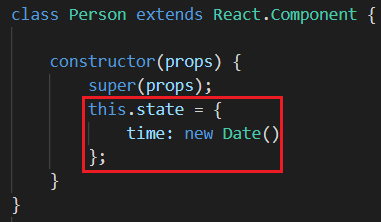 class Person extends React.Component {
constructor(props) {
super(props);
this.state = {
time: new Date()
};
}
}